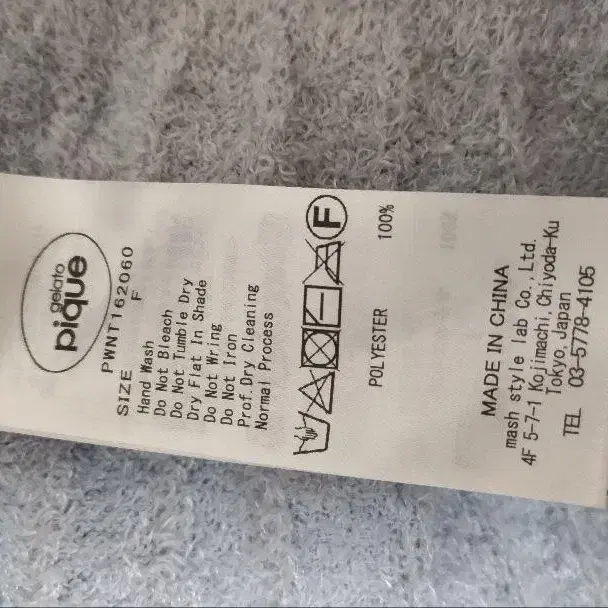 gelato
pique
PWNT162060
SIZE F
Hand Wash
Do Not Bleach
Do Not Tumble Dry
Dry Flat In Shade
Do Not Wring
Do Not Iron
Prof.Dry Cleaning
Normal Process
F
POLYESTER 100%
MADE IN CHINA
mash style lab Co., Ltd.
4F 5-7-1 Kojimachi, Chiyoda-Ku
Tokyo, Japan
TEL 03-5778-4105